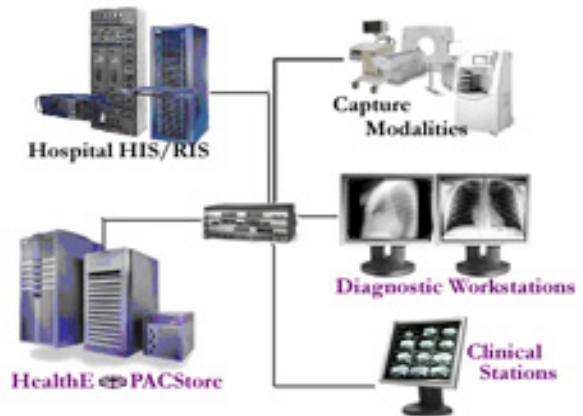 Hospital HIS/RIS
Capture
Modalities
Diagnostic Workstations
HealthE PACStore
Clinical
Stations